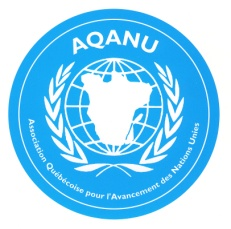 AQANU
Association Québécoise pour l'Avancement des Nations Unies